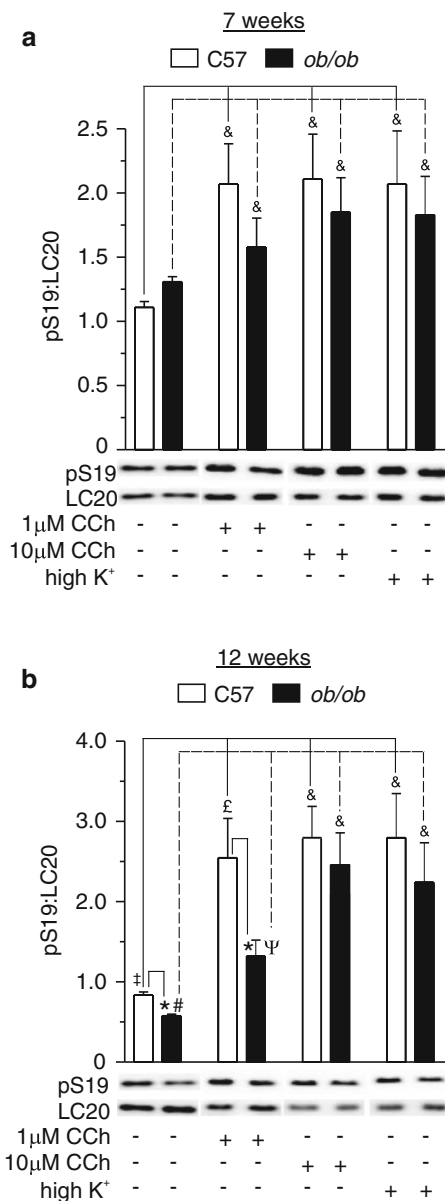 a
7 weeks
C57 ob/ob
& & & & & &
2.5
2.0
1.5
1.0
0.5
0
pS19:LC20
pS19
LC20
1μM CCh - - + + - - - -
10μM CCh - - - - + + - -
high K⁺ - - - - - - + +
b
12 weeks
C57 ob/ob
4.0
3.0
2.0
1.0
0
pS19:LC20
£ & & & &
‡ *# * Ψ
pS19
LC20
1μM CCh - - + + - - - -
10μM CCh - - - - + + - -
high K⁺ - - - - - - + +